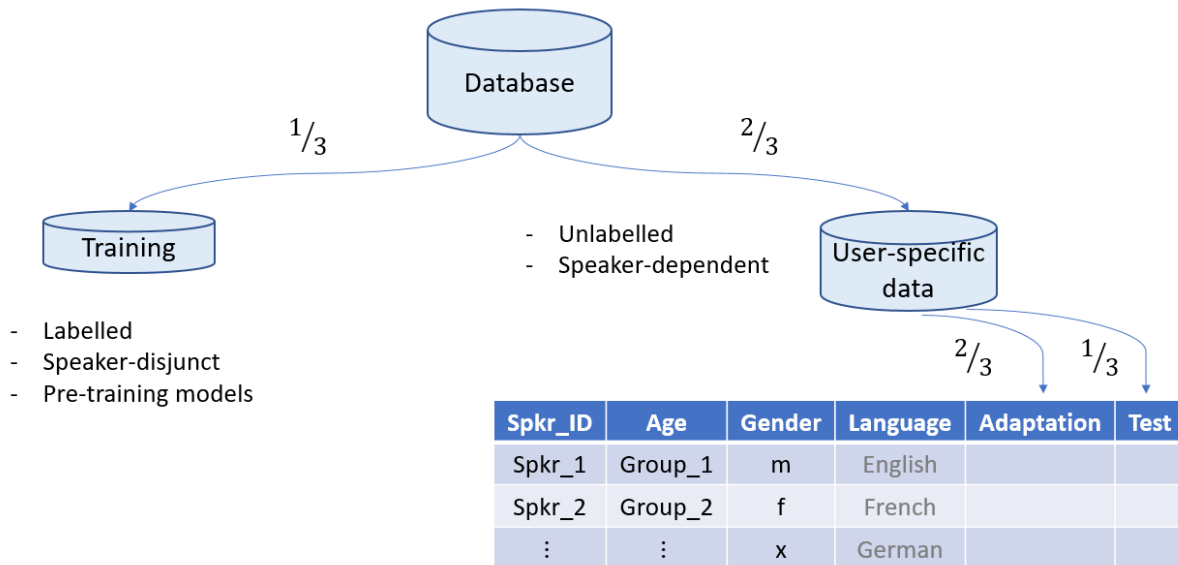 Database
1/3
2/3
Training
- Unlabelled
- Speaker-dependent
User-specific
data
- Labelled
- Speaker-disjunct
- Pre-training models
2/3
1/3
Spkr_ID Age Gender Language Adaptation Test
Spkr_1 Group_1 m English
Spkr_2 Group_2 f French
⋮ ⋮ x German